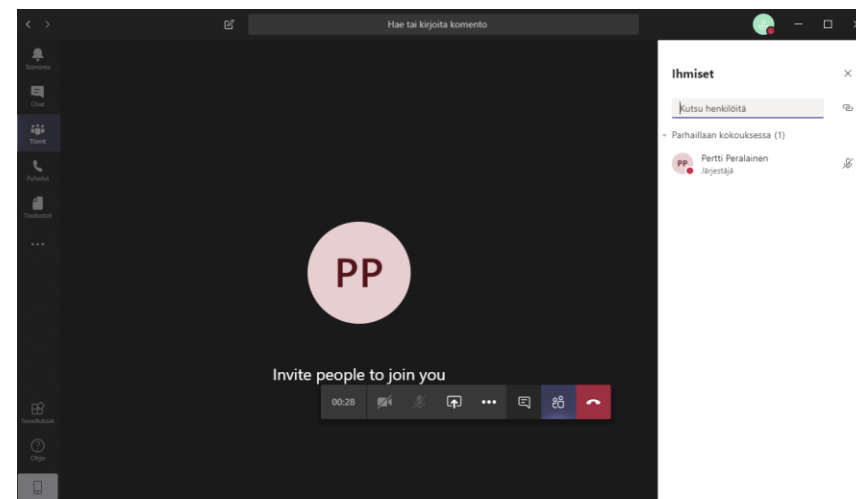 Hae tai kirjoita komento
Toiminta
Chat
Tiimit
Puhelut
Tiedostot
Sovellukset
Ohje
PP
Invite people to join you
00:28
Ihmiset
Kutsu henkilöitä
Parhaillaan kokouksessa (1)
PP
Pertti Peralainen
Järjestäjä